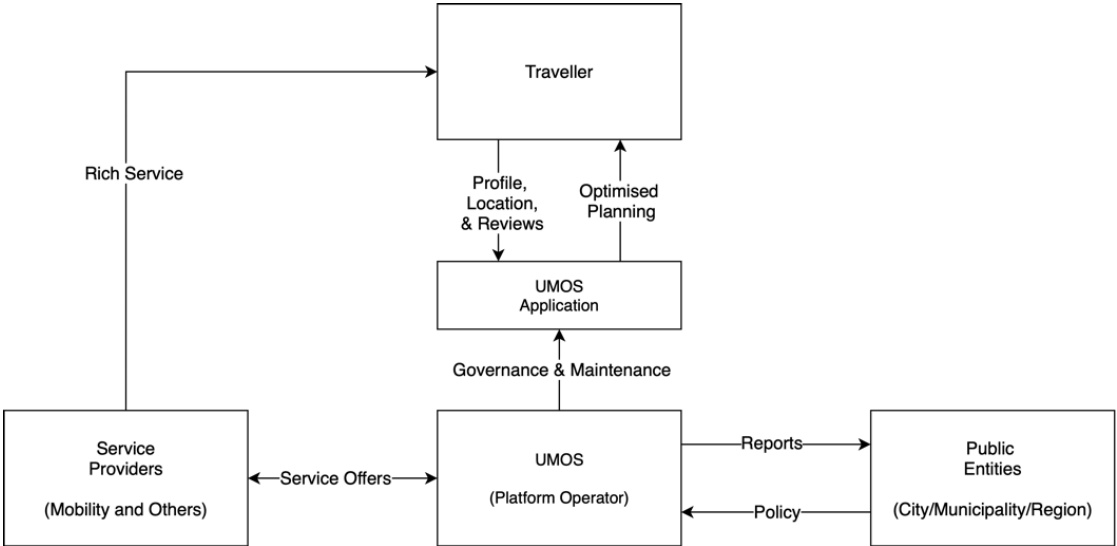 Traveller
Rich Service
Profile,
Location,
& Reviews
Optimised
Planning
UMOS
Application
Governance & Maintenance
Service
Providers
(Mobility and Others)
Service Offers
UMOS
(Platform Operator)
Reports
Policy
Public
Entities
(City/Municipality/Region)